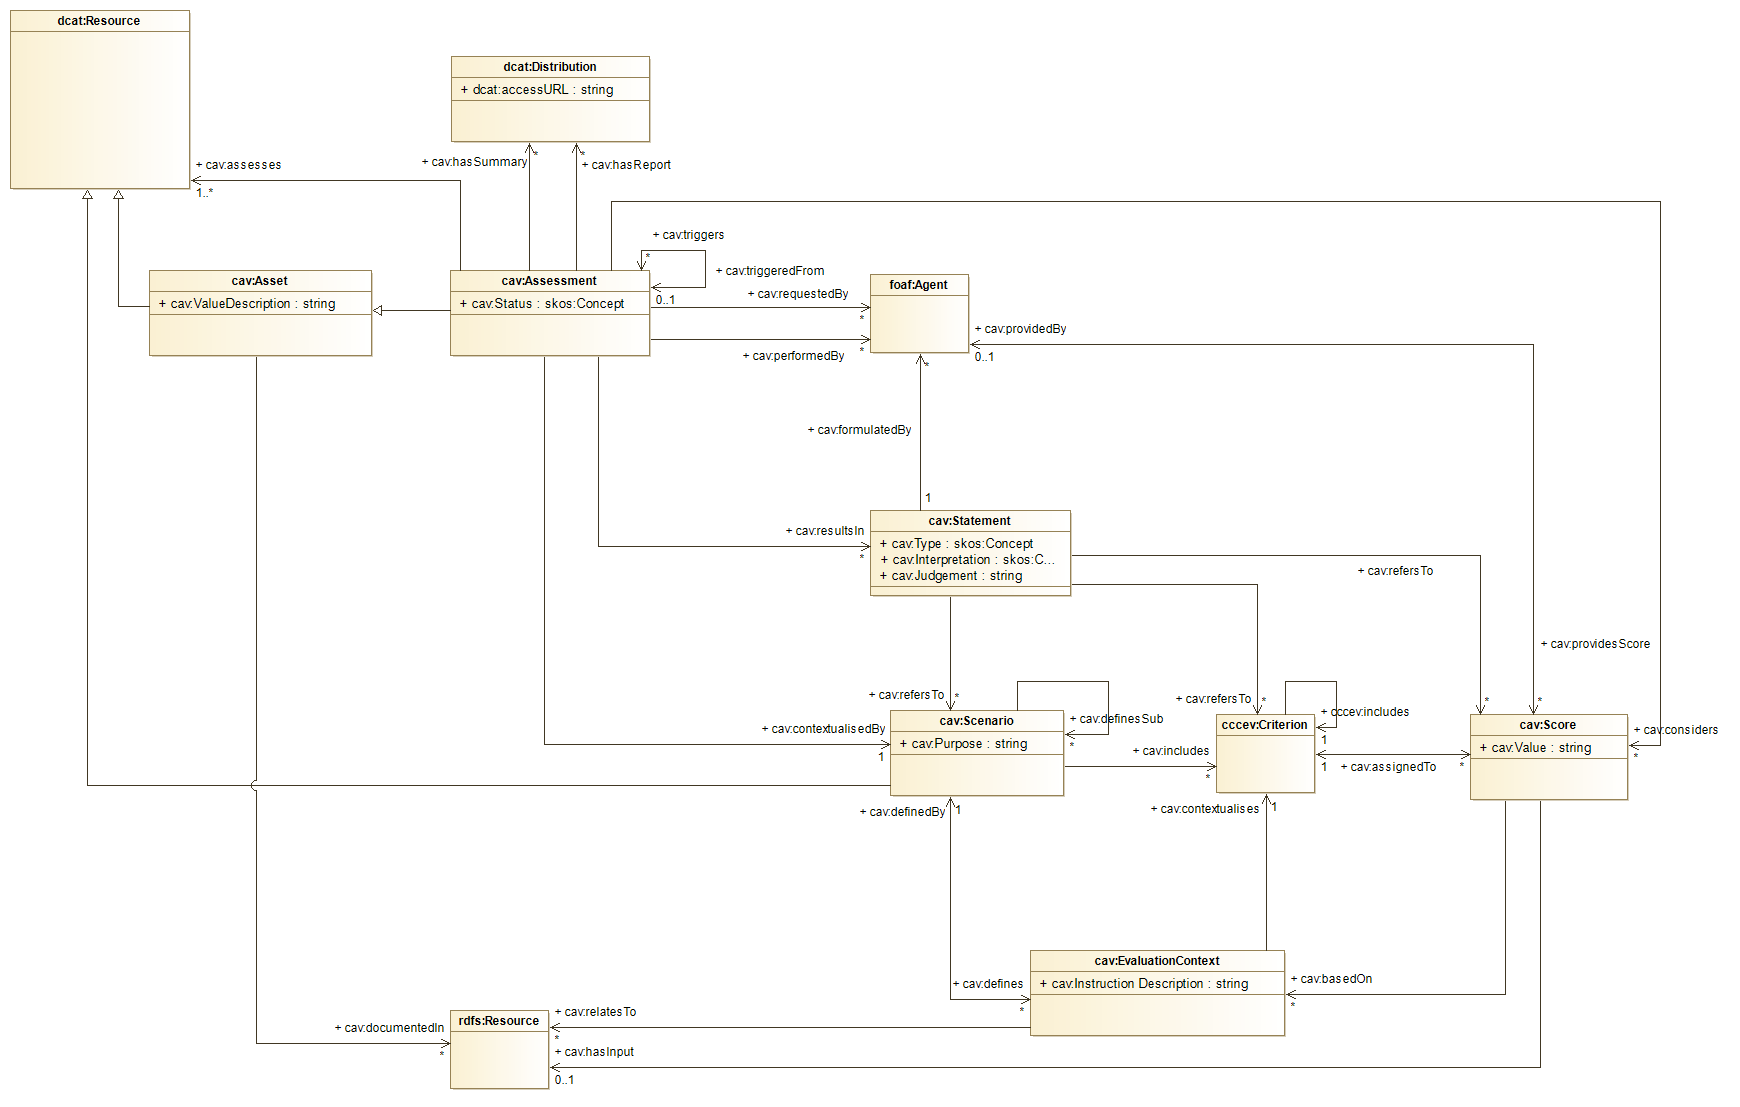 dcat:Resource
dcat:Distribution
+ dcat:accessURL : string
+ cav:assesses
1..*
+ cav:hasSummary
*
*
+ cav:hasReport
+ cav:triggers
*
+ cav:triggeredFrom
0..1
cav:Asset
+ cav:ValueDescription : string
cav:Assessment
+ cav:Status : skos:Concept
+ cav:requestedBy
*
+ cav:performedBy
*
foaf:Agent
+ cav:providedBy
0..1
*
+ cav:formulatedBy
1
+ cav:resultsIn
*
cav:Statement
+ cav:Type : skos:Concept
+ cav:Interpretation : skos:C...
+ cav:Judgement : string
+ cav:refersTo
*
+ cav:providesScore
*
+ cav:refersTo
*
+ cav:refersTo
*
+ cav:contextualisedBy
1
cav:Scenario
+ cav:Purpose : string
+ cav:definesSub
*
+ cav:includes
*
cccev:Criterion
+ cccev:includes
1
1
+ cav:assignedTo
*
cav:Score
+ cav:Value : string
+ cav:considers
*
+ cav:definedBy
1
+ cav:contextualises
1
+ cav:defines
*
cav:EvaluationContext
+ cav:Instruction Description : string
+ cav:basedOn
*
+ cav:documentedIn
*
rdfs:Resource
+ cav:relatesTo
*
+ cav:hasInput
0..1